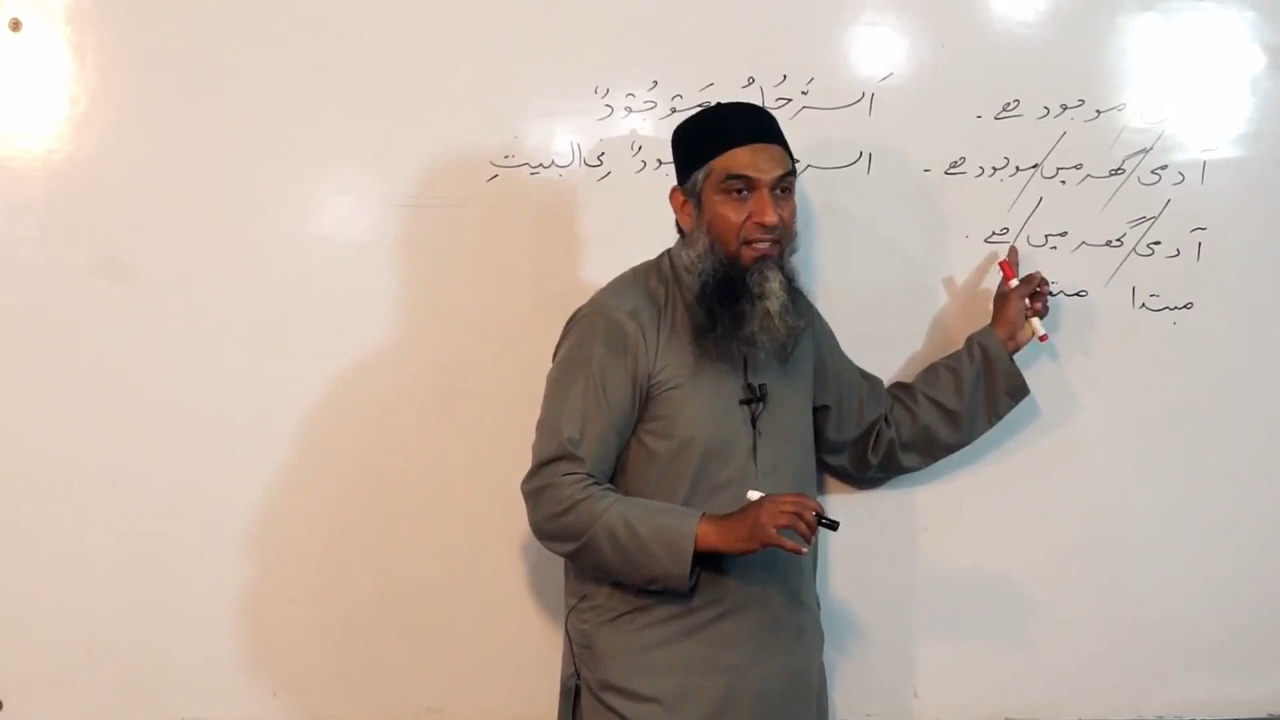 موجود ہے ۔ اَلرَّجُلُ مَوْجُوْدٌ
آدمی / گھر میں / موجود ہے ۔ فِی البیتِ
آدمی / گھر میں / ہے ۔
مبتدا